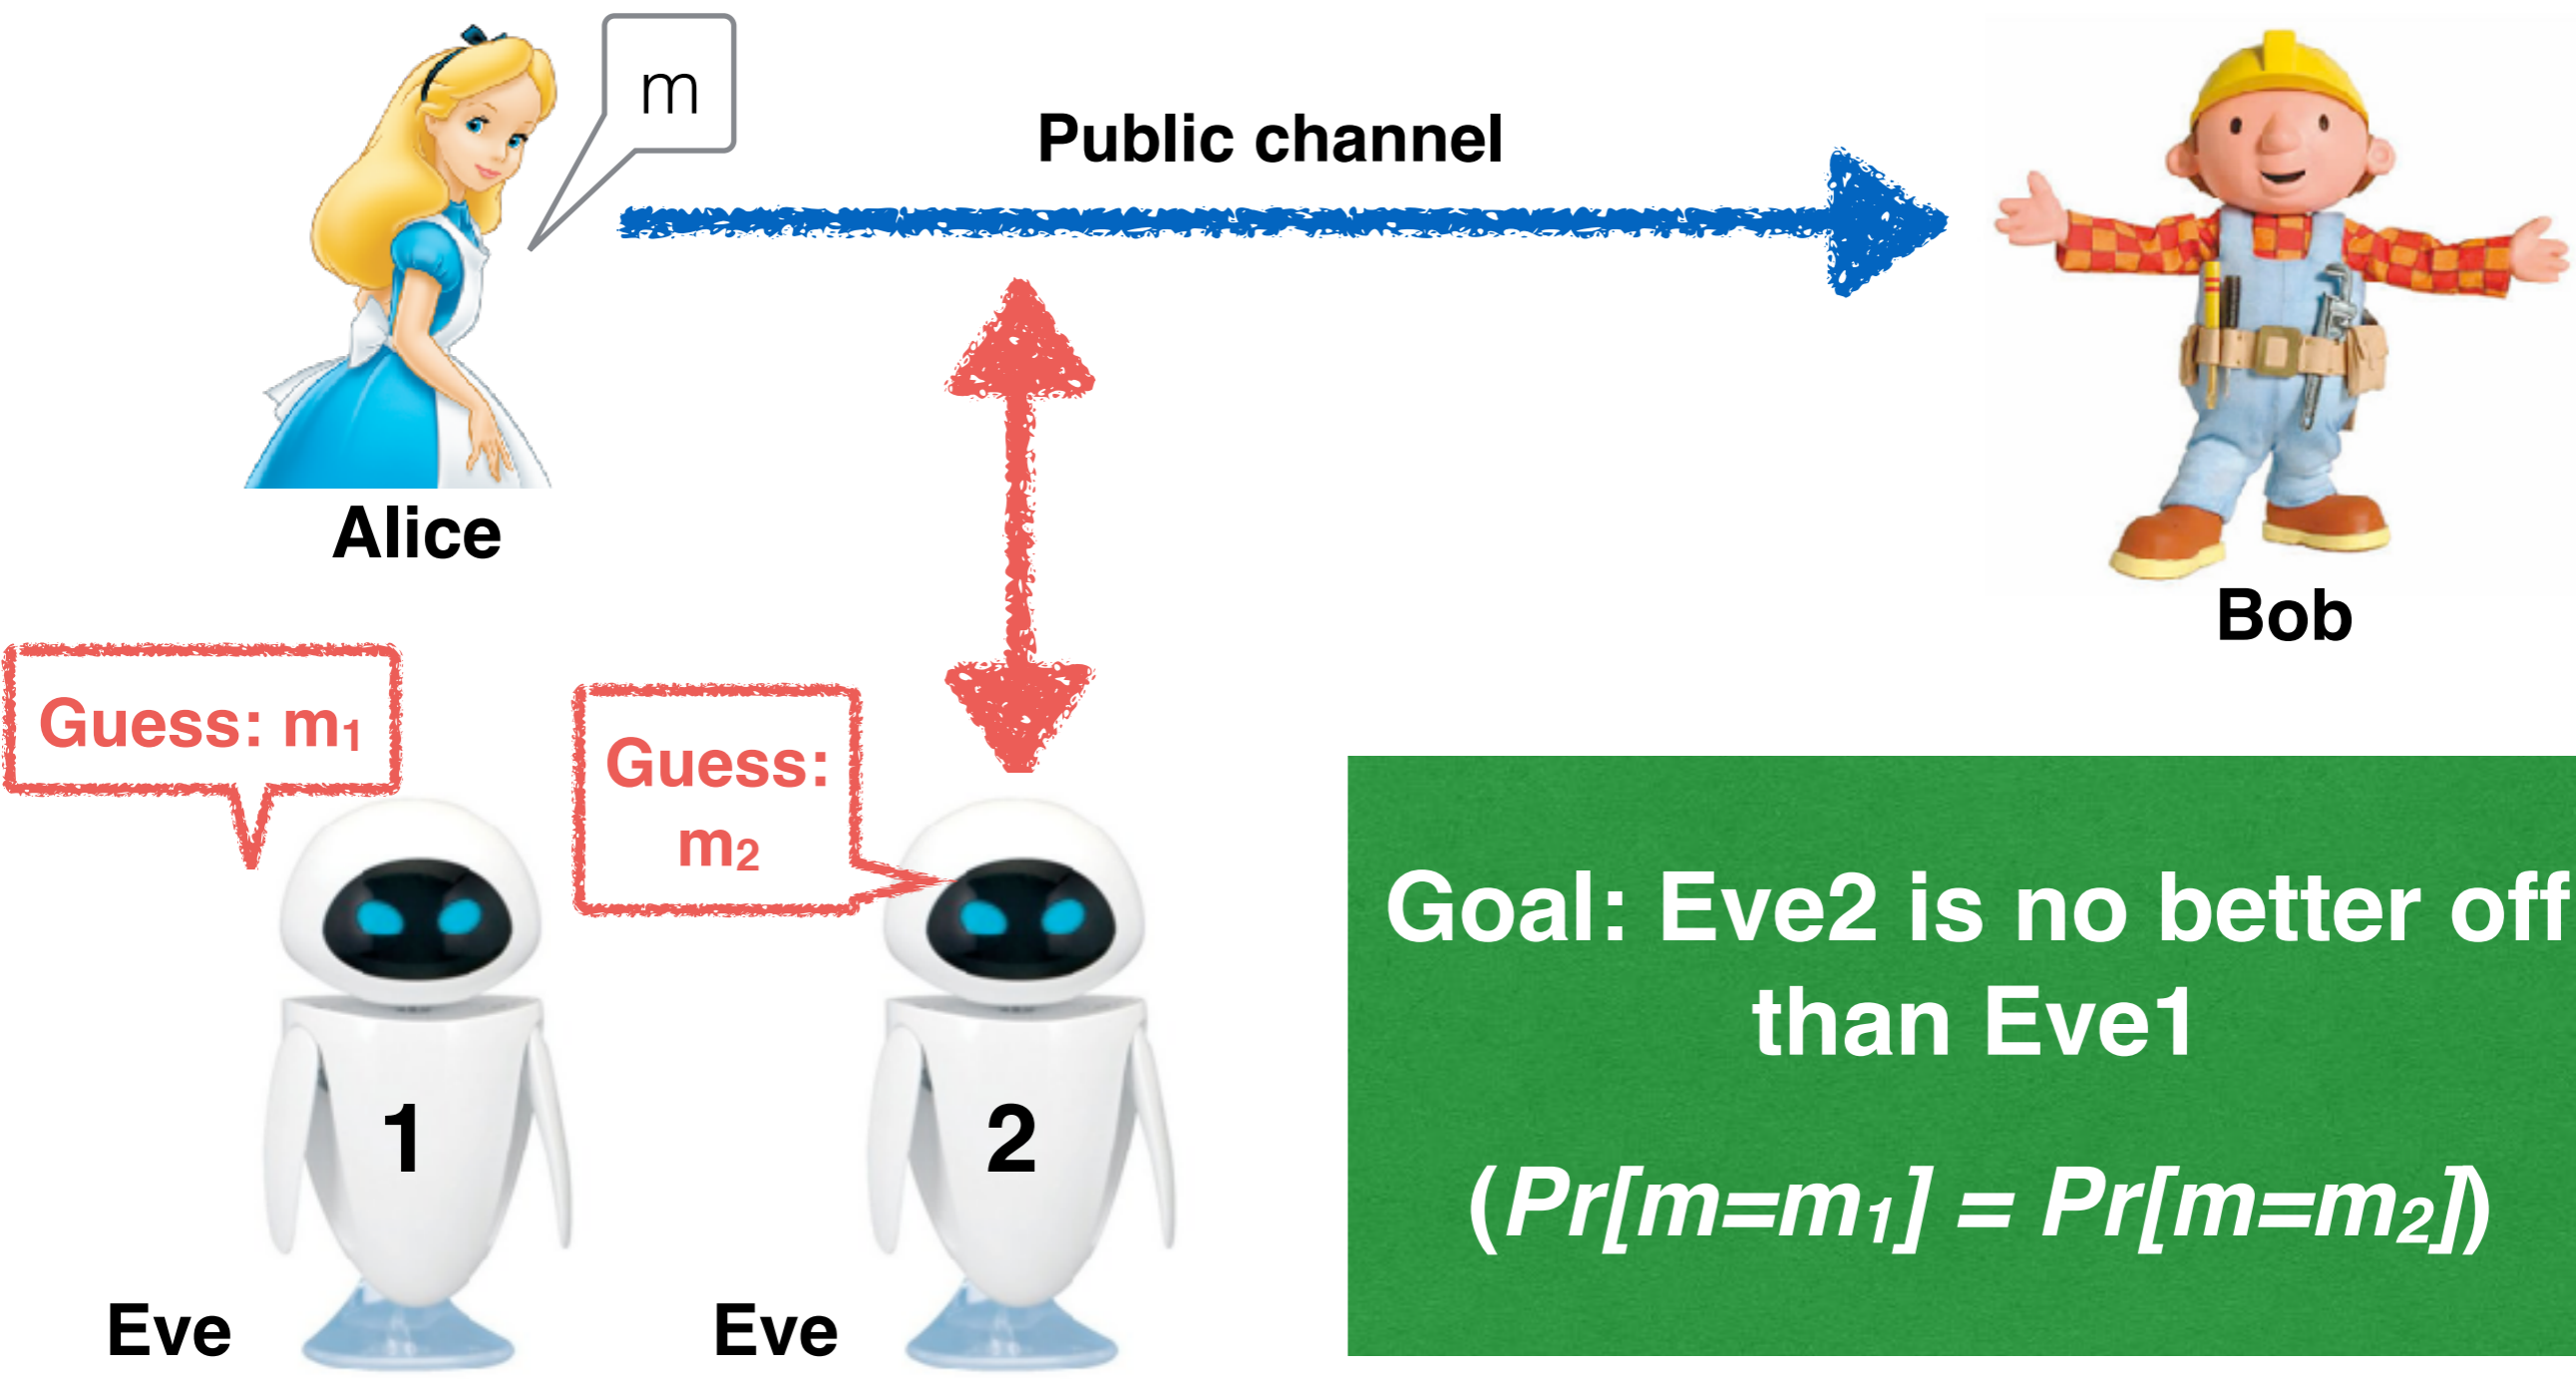 m
Public channel
Alice
Bob
Guess: m₁
Guess:
m₂
1
2
Eve
Eve
Goal: Eve2 is no better off
than Eve1
(Pr[m=m₁] = Pr[m=m₂])